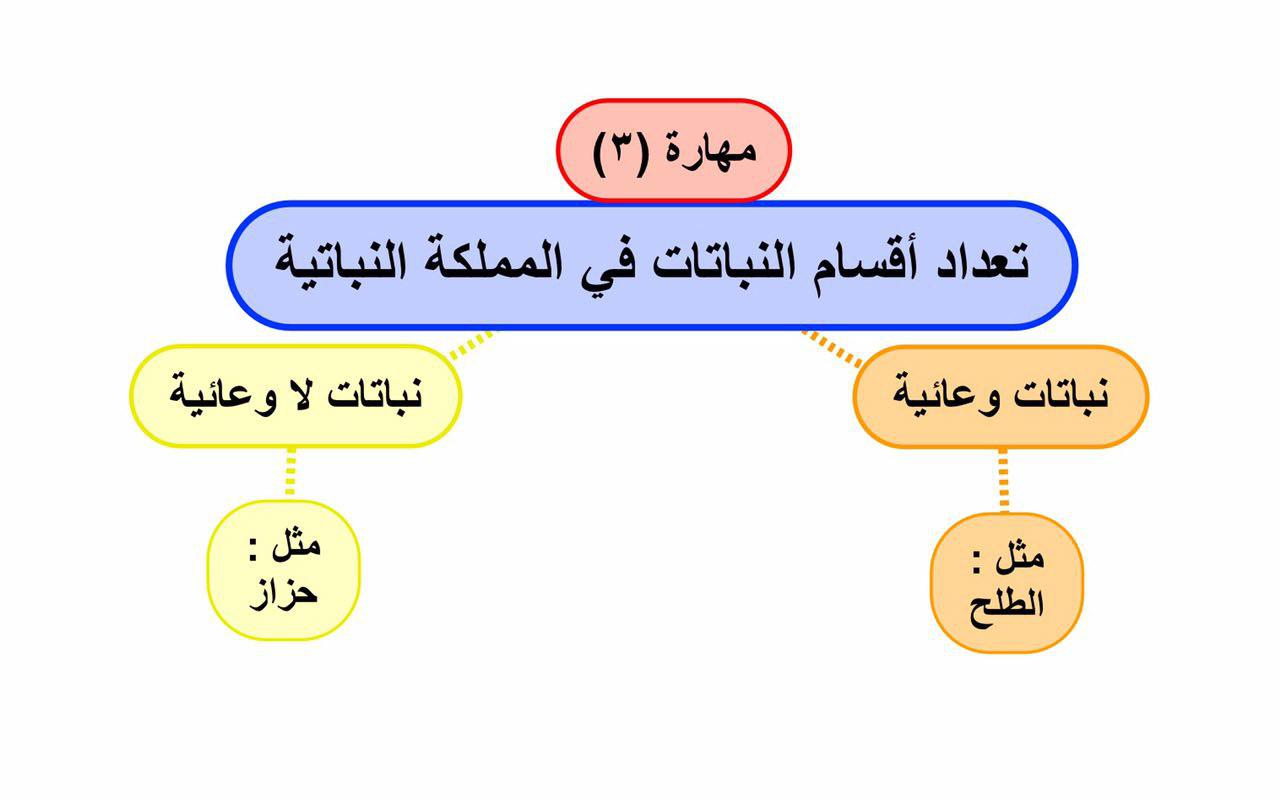 مهارة (٣)
تعداد أقسام النباتات في المملكة النباتية
نباتات وعائية
نباتات لا وعائية
مثل :
الطلح
مثل :
حزاز